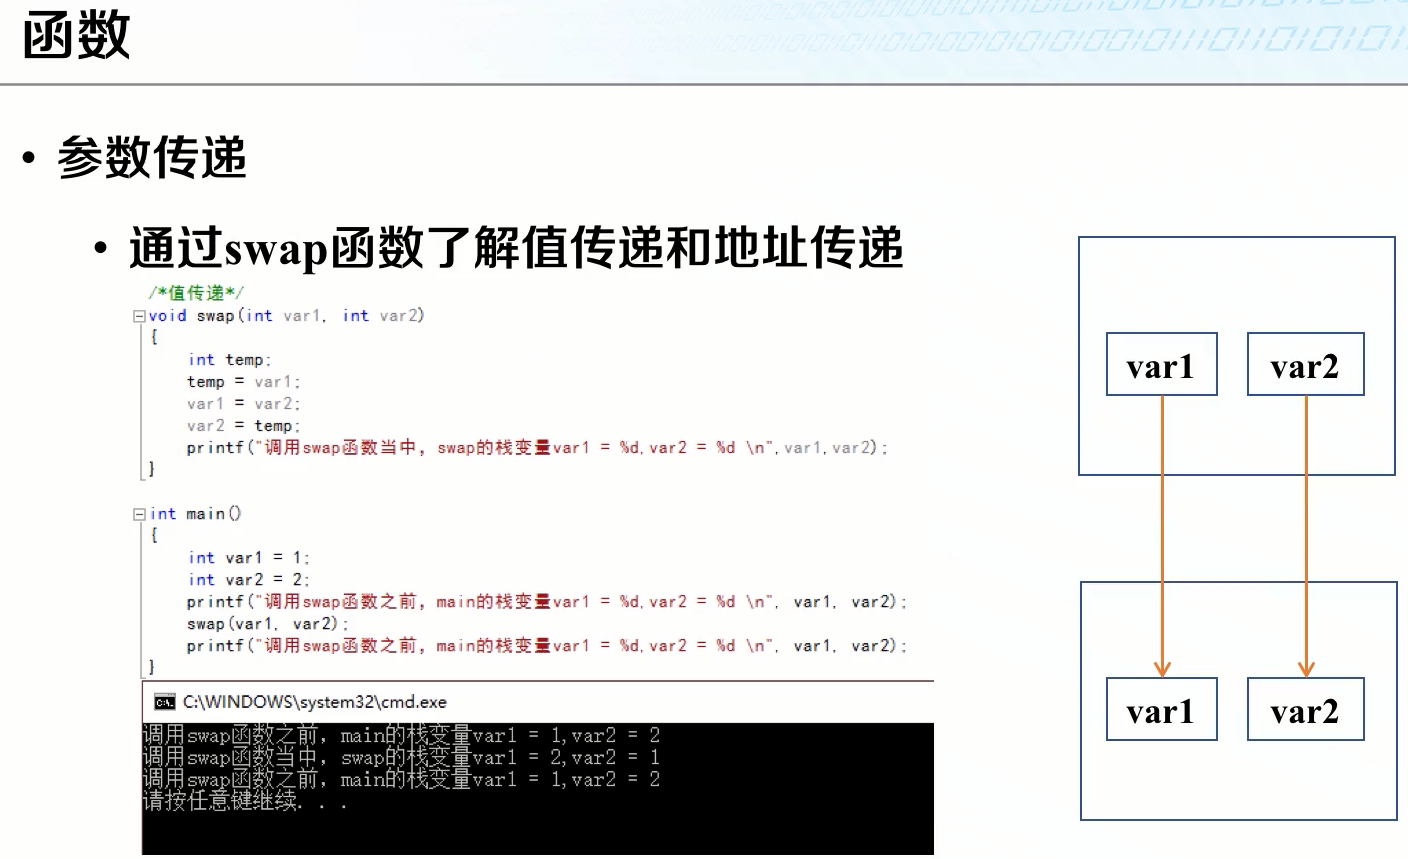 函数
• 参数传递
• 通过swap函数了解值传递和地址传递
/*值传递*/
void swap(int var1, int var2)
{
int temp;
temp = var1;
var1 = var2;
var2 = temp;
printf("调用swap函数当中，swap的栈变量var1 = %d,var2 = %d \n",var1,var2);
}
int main()
{
int var1 = 1;
int var2 = 2;
printf("调用swap函数之前，main的栈变量var1 = %d,var2 = %d \n", var1, var2);
swap(var1, var2);
printf("调用swap函数之前，main的栈变量var1 = %d,var2 = %d \n", var1, var2);
}
C:\WINDOWS\system32\cmd.exe
调用swap函数之前，main的栈变量var1 = 1,var2 = 2
调用swap函数当中，swap的栈变量var1 = 2,var2 = 1
调用swap函数之前，main的栈变量var1 = 1,var2 = 2
请按任意键继续. . .
var1 var2
var1 var2